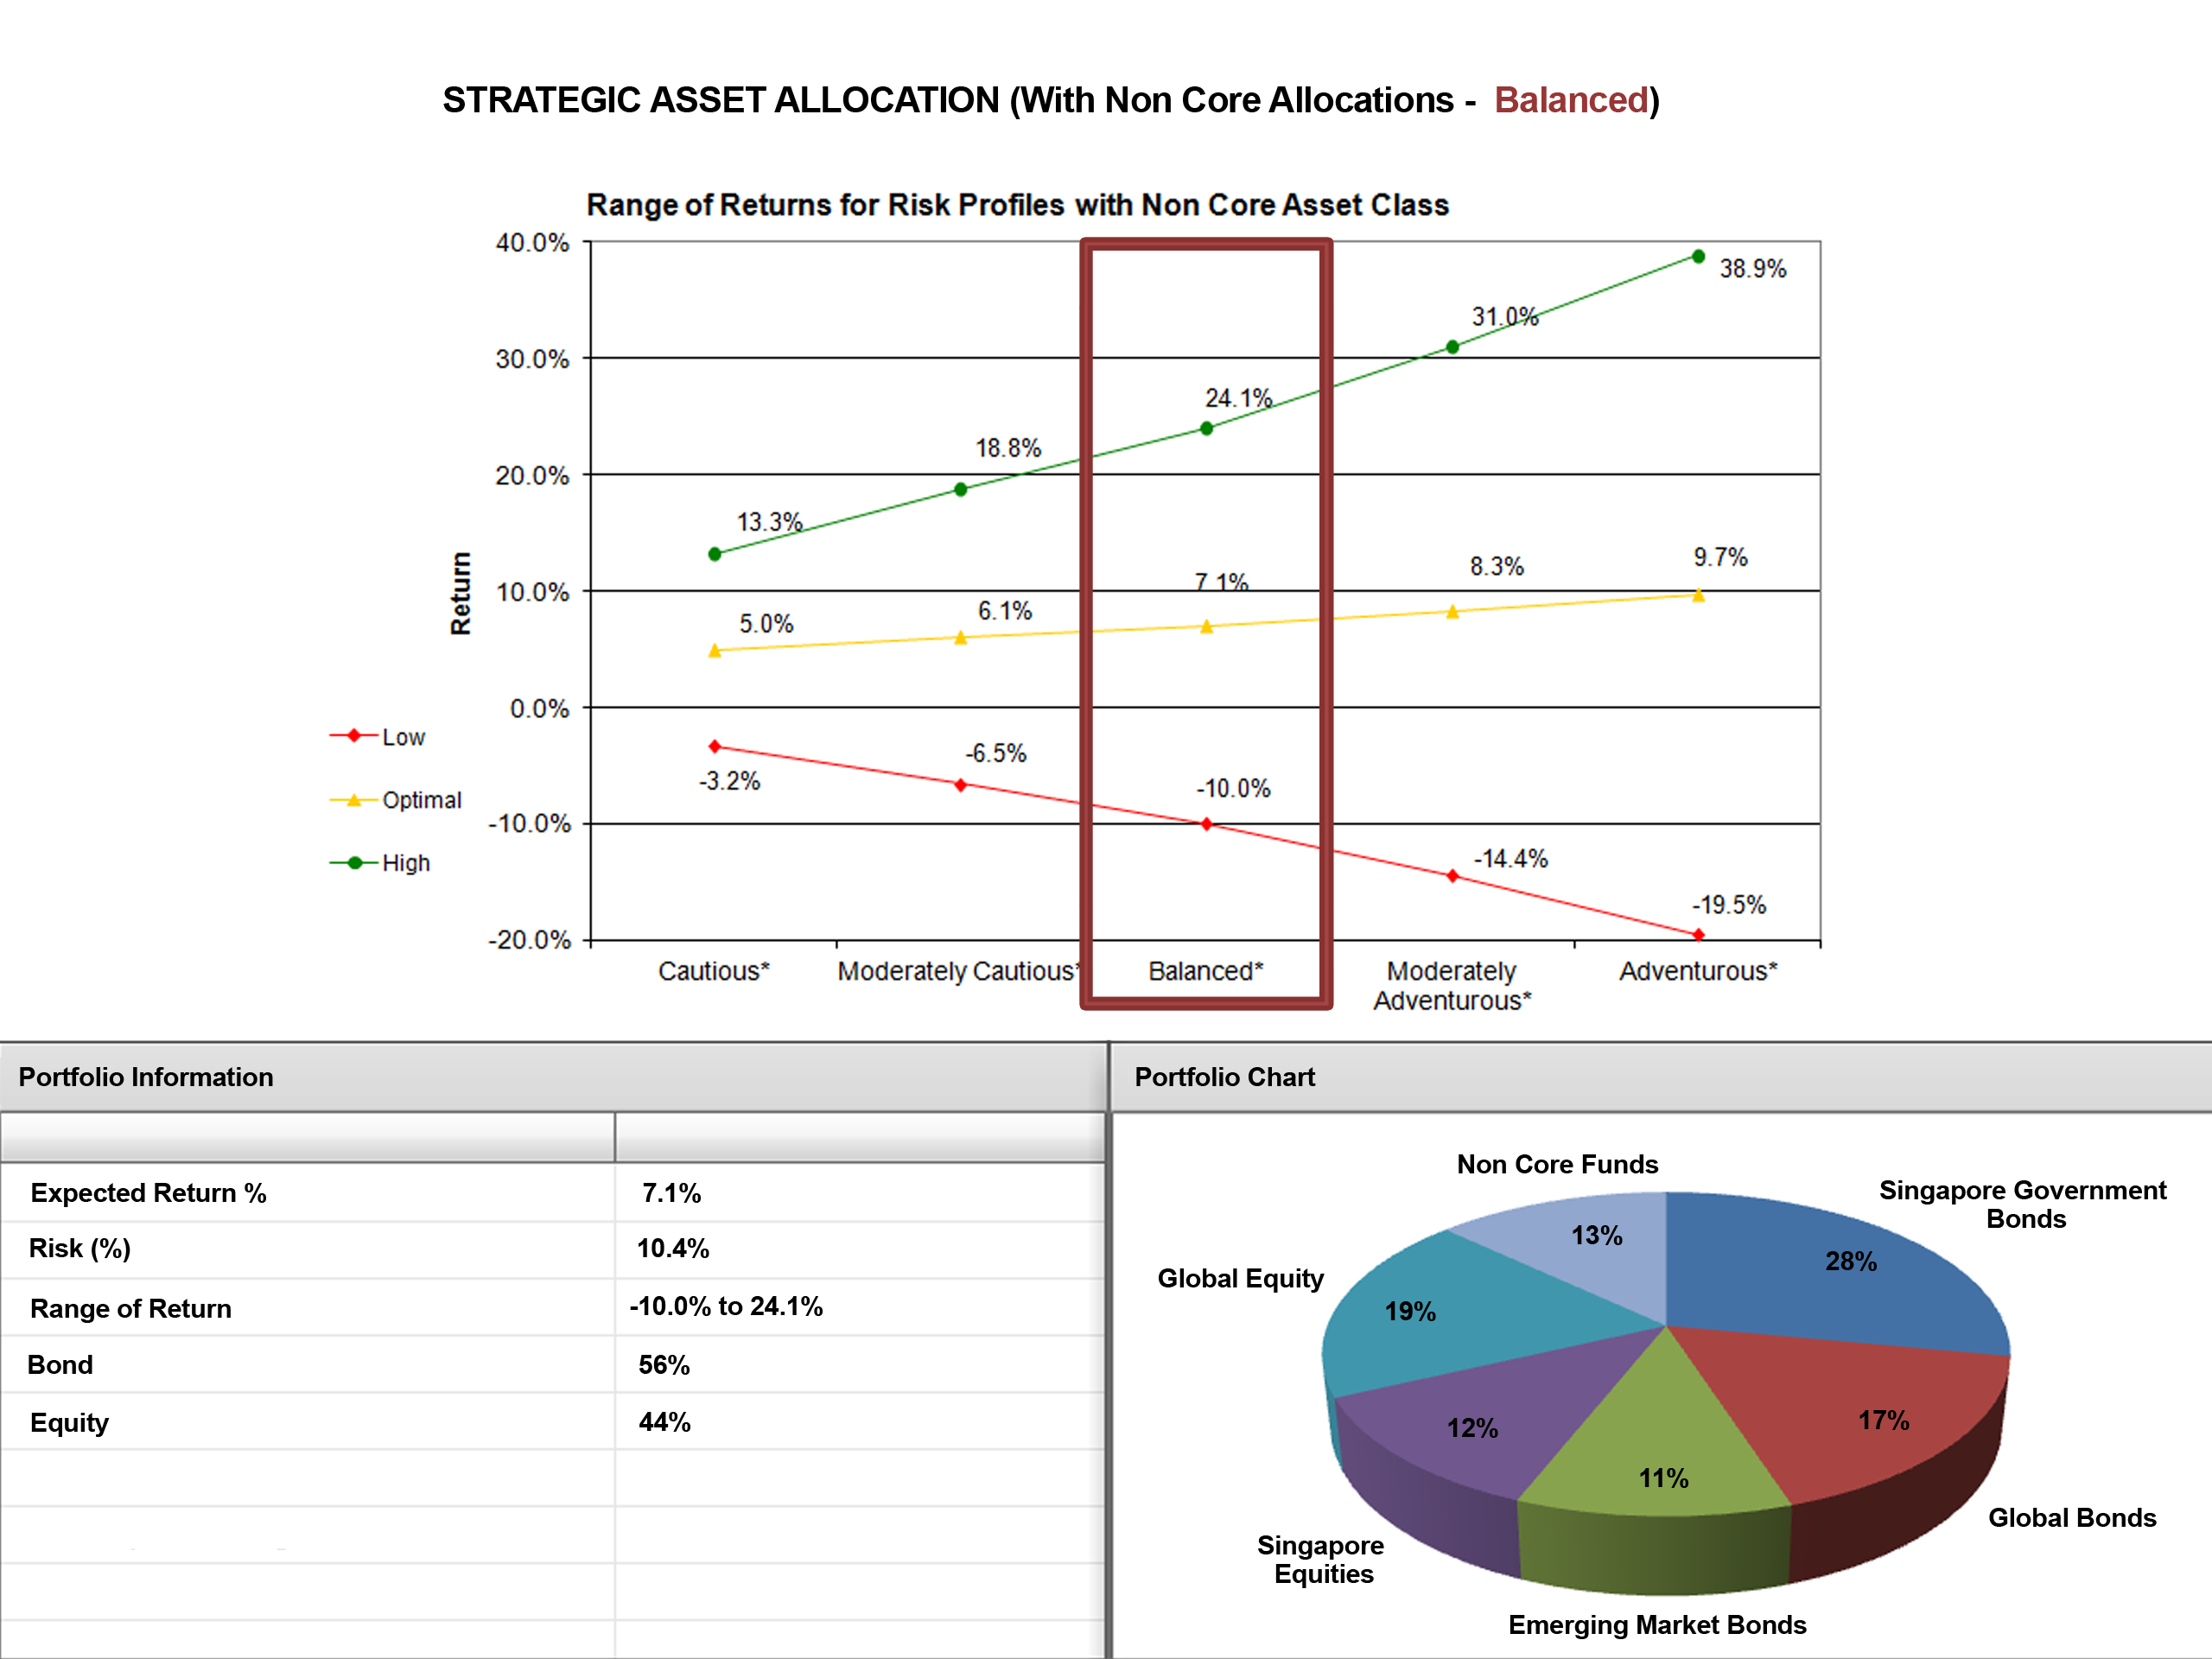 STRATEGIC ASSET ALLOCATION (With Non Core Allocations - Balanced)
Range of Returns for Risk Profiles with Non Core Asset Class
40.0%
30.0%
20.0%
10.0%
0.0%
-10.0%
-20.0%
Return
Low
Optimal
High
13.3%
18.8%
24.1%
31.0%
38.9%
5.0%
6.1%
7.1%
8.3%
9.7%
-3.2%
-6.5%
-10.0%
-14.4%
-19.5%
Cautious*
Moderately Cautious*
Balanced*
Moderately
Adventurous*
Adventurous*
Portfolio Information
Expected Return % 7.1%
Risk (%) 10.4%
Range of Return -10.0% to 24.1%
Bond 56%
Equity 44%
Portfolio Chart
Non Core Funds
13%
Singapore Government
Bonds
28%
Global Equity
19%
17%
Global Bonds
12%
Singapore
Equities
11%
Emerging Market Bonds